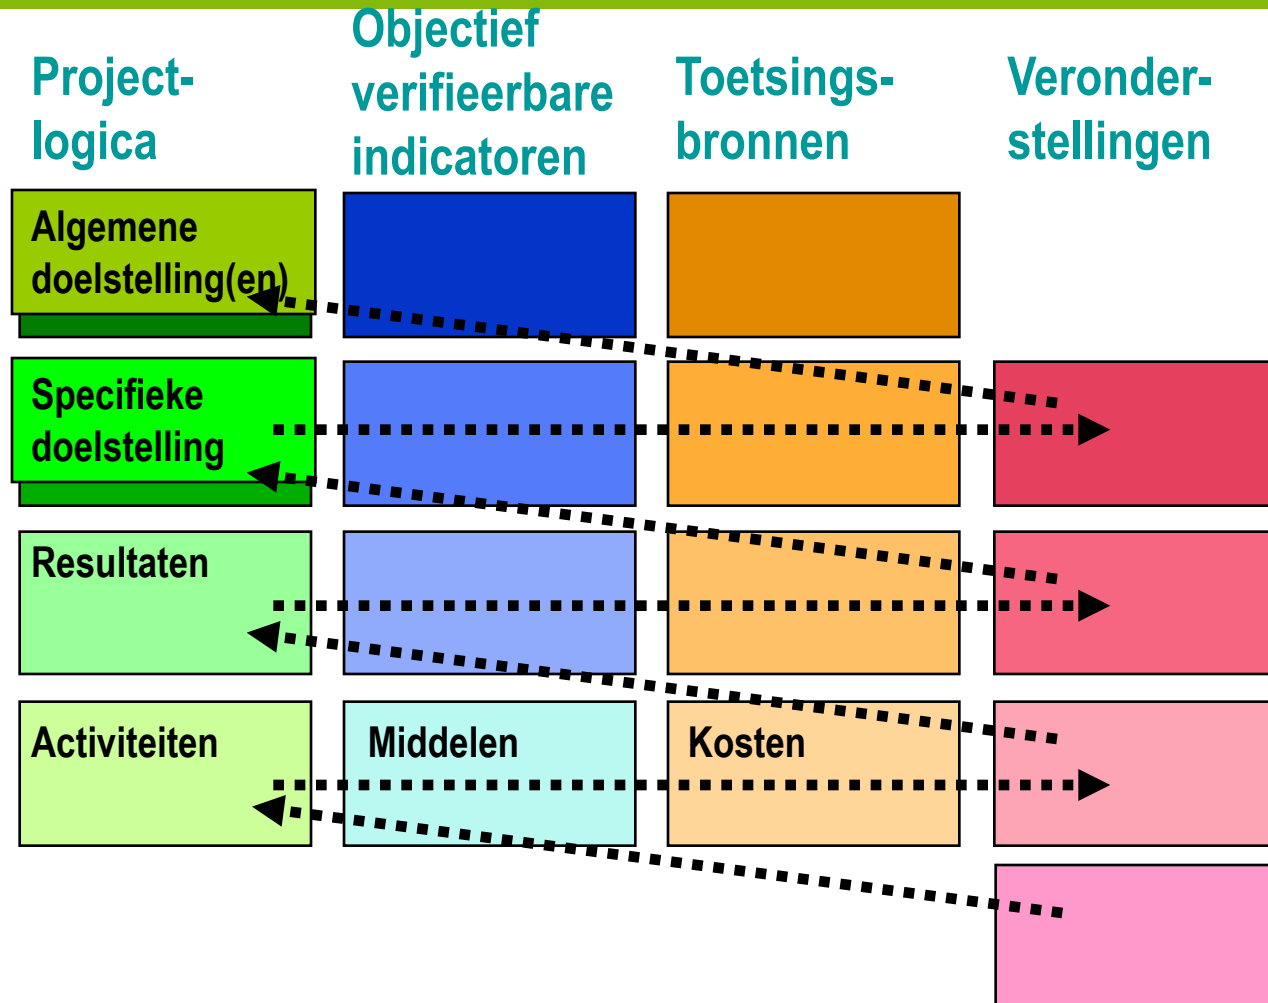 Project-
logica
Objectief
verifieerbare
indicatoren
Toetsings-
bronnen
Veronder-
stellingen
Algemene
doelstelling(en)
Specifieke
doelstelling
Resultaten
Activiteiten
Middelen
Kosten